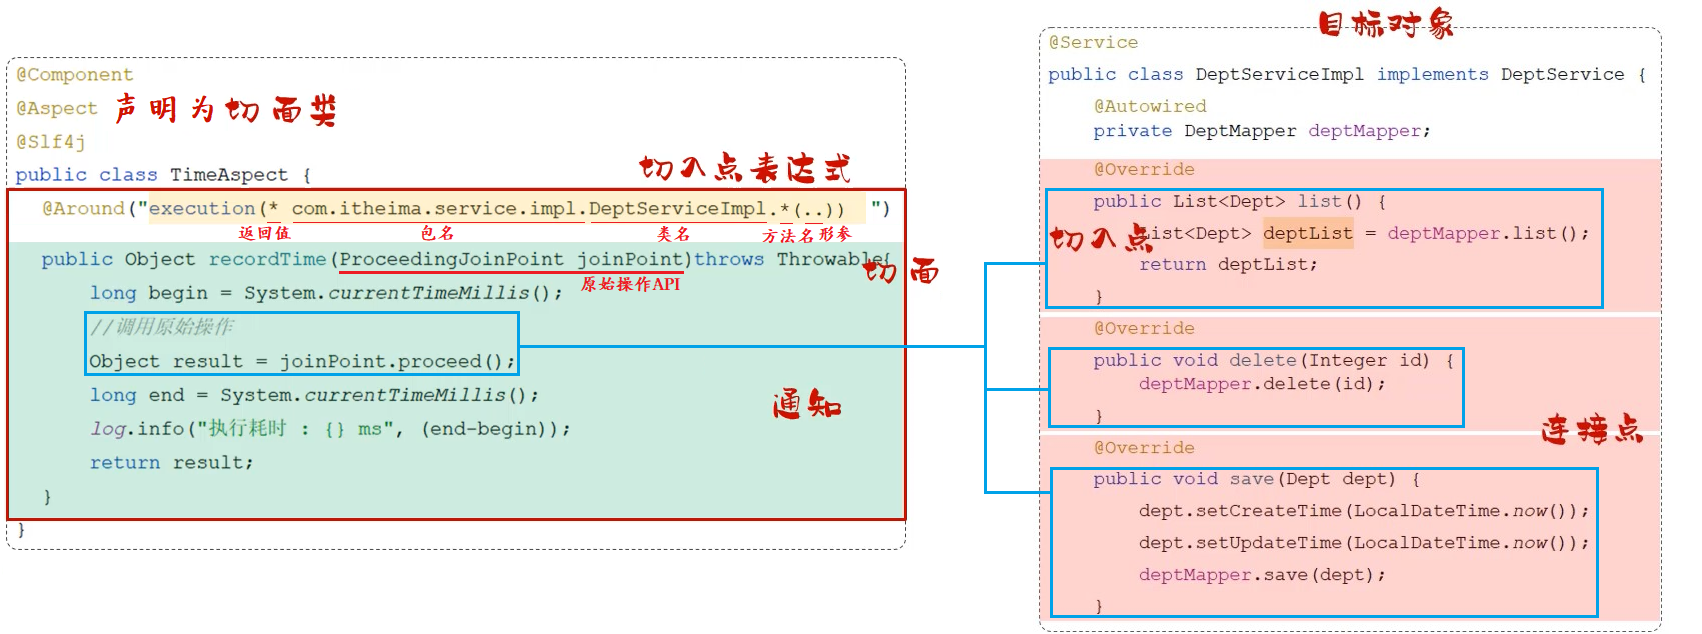 @Component
@Aspect 声明为切面类
@Slf4j
public class TimeAspect {
切入点表达式
@Around("execution(* com.itheima.service.impl.DeptServiceImpl.*(..)) ")
返回值 包名 类名 方法名 形参
public Object recordTime(ProceedingJoinPoint joinPoint)throws Throwable{
切面
原始操作API
long begin = System.currentTimeMillis();
//调用原始操作
Object result = joinPoint.proceed();
long end = System.currentTimeMillis();
通知
log.info("执行耗时 : {} ms", (end-begin));
return result;
}
}
目标对象
@Service
public class DeptServiceImpl implements DeptService {
@Autowired
private DeptMapper deptMapper;
@Override
public List<Dept> list() {
切入点
List<Dept> deptList = deptMapper.list();
return deptList;
}
@Override
public void delete(Integer id) {
deptMapper.delete(id);
}
连接点
@Override
public void save(Dept dept) {
dept.setCreateTime(LocalDateTime.now());
dept.setUpdateTime(LocalDateTime.now());
deptMapper.save(dept);
}